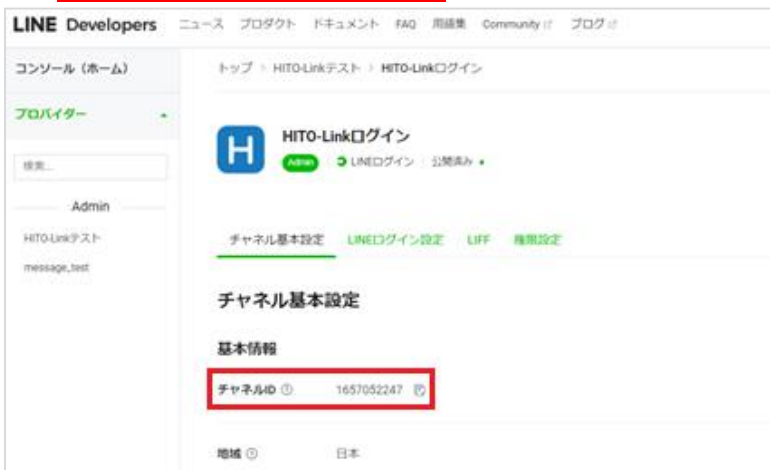 LINE Developers ニュース プロダクト ドキュメント FAQ 用語集 Community ブログ
コンソール（ホーム）
トップ > HITO-Linkテスト > HITO-Linkログイン
プロバイダー
HITO-Linkログイン
Admin LINEログイン 公開済み
検索...
Admin
HITO-Linkテスト
message_test
チャネル基本設定 LINEログイン設定 LIFF 権限設定
チャネル基本設定
基本情報
チャネルID 1657052247
地域 日本